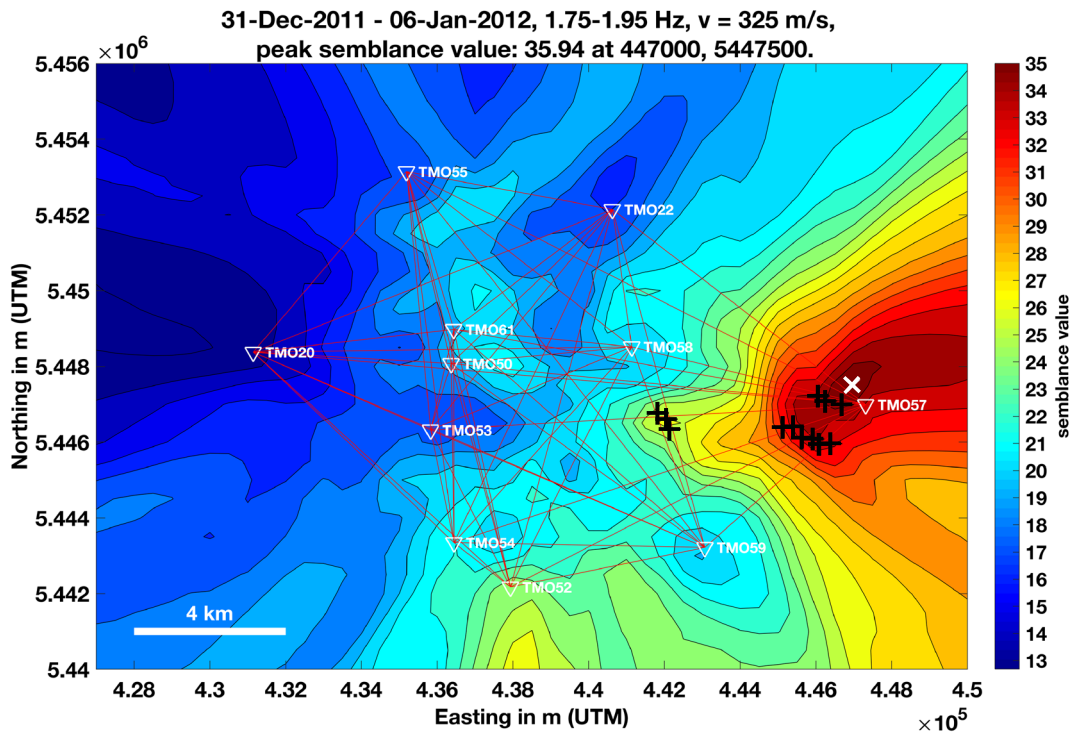 31-Dec-2011 - 06-Jan-2012, 1.75-1.95 Hz, v = 325 m/s,
peak semblance value: 35.94 at 447000, 5447500.
×10⁶
5.456
5.454
5.452
5.45
5.448
5.446
5.444
5.442
5.44
Northing in m (UTM)
TMO55
TMO22
TMO61
TMO58
TMO20
TMO50
TMO57
TMO53
TMO54
TMO59
TMO52
4 km
4.28
4.3
4.32
4.34
4.36
4.38
4.4
4.42
4.44
4.46
4.48
4.5
Easting in m (UTM)
×10⁵
35
34
33
32
31
30
29
28
27
26
25
24
23
22
21
20
19
18
17
16
15
14
13
semblance value